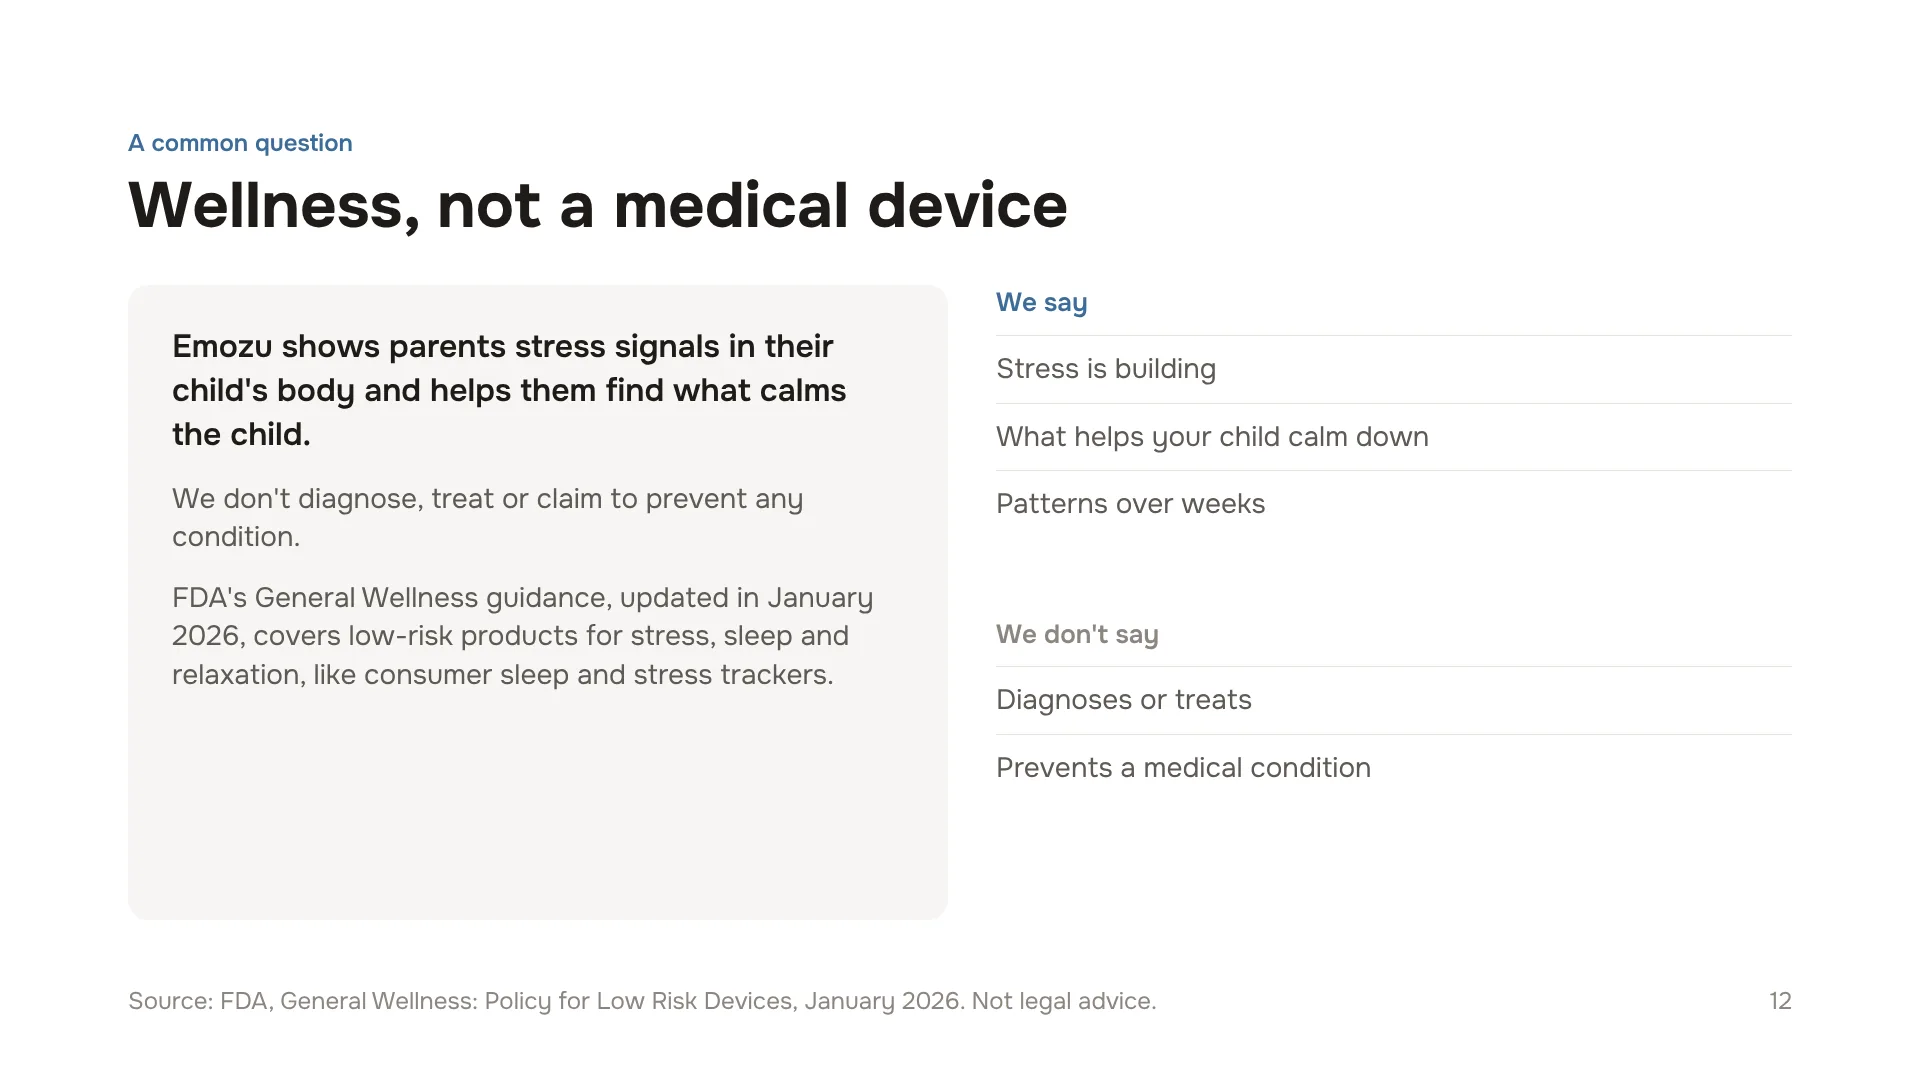 A common question
Wellness, not a medical device
Emozu shows parents stress signals in their
child's body and helps them find what calms
the child.
We don't diagnose, treat or claim to prevent any
condition.
FDA's General Wellness guidance, updated in January
2026, covers low-risk products for stress, sleep and
relaxation, like consumer sleep and stress trackers.
We say
Stress is building
What helps your child calm down
Patterns over weeks
We don't say
Diagnoses or treats
Prevents a medical condition
Source: FDA, General Wellness: Policy for Low Risk Devices, January 2026. Not legal advice.
12